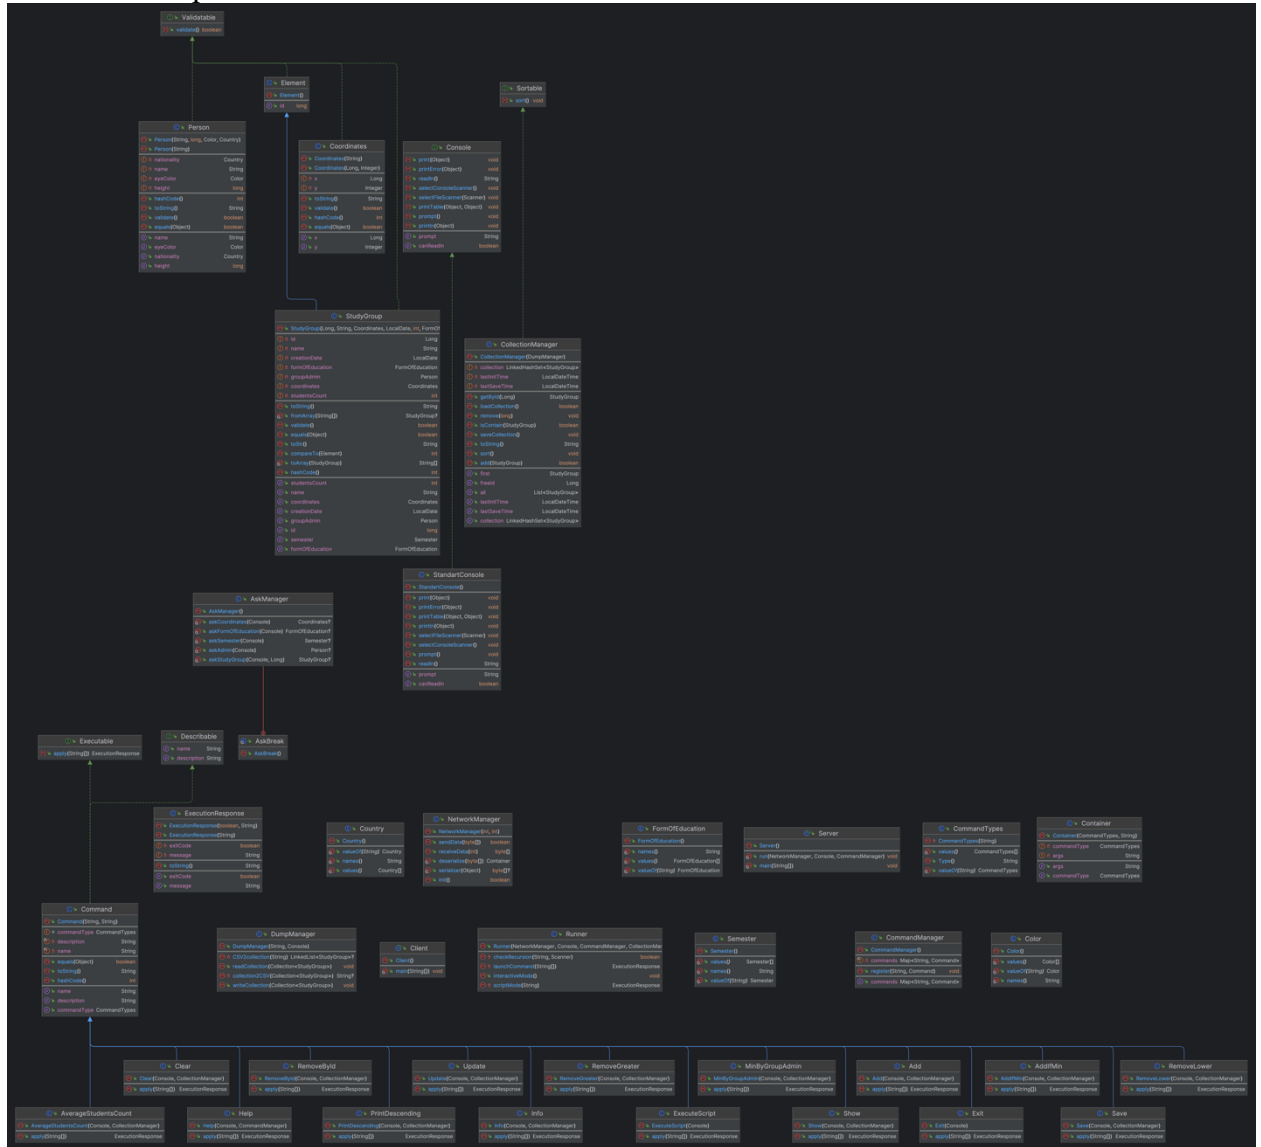 Validatable
validate() boolean
Element
Element()
id long
Sortable
sort() void
Person
Person(String, long, Color, Country)
Person(String)
nationality Country
name String
eyeColor Color
height long
hashCode() int
toString() String
validate() boolean
equals(Object) boolean
name String
eyeColor Color
nationality Country
height long
Coordinates
Coordinates(String)
Coordinates(Long, Integer)
x Long
y Integer
toString() String
validate() boolean
hashCode() int
equals(Object) boolean
x Long
y Integer
Console
print(Object) void
printError(Object) void
readln() String
selectConsoleScanner() void
selectFileScanner(Scanner) void
printTable(Object, Object) void
prompt() void
println(Object) void
prompt String
canReadln boolean
StudyGroup
StudyGroup(Long, String, Coordinates, LocalDate, int, FormOf
id Long
name String
creationDate LocalDate
formOfEducation FormOfEducation
groupAdmin Person
coordinates Coordinates
studentsCount int
toString() String
fromArray(String[]) StudyGroup?
validate() boolean
equals(Object) boolean
toStr() String
compareTo(Element) int
toArray(StudyGroup) String[]
hashCode() int
studentsCount int
name String
coordinates Coordinates
creationDate LocalDate
groupAdmin Person
id long
semester Semester
formOfEducation FormOfEducation
CollectionManager
CollectionManager(DumpManager)
collection LinkedHashSet<StudyGroup>
lastInitTime LocalDateTime
lastSaveTime LocalDateTime
getById(Long) StudyGroup
loadCollection() boolean
remove(long) void
isContain(StudyGroup) boolean
saveCollection() void
toString() String
sort() void
add(StudyGroup) boolean
first StudyGroup
freeId Long
all List<StudyGroup>
lastInitTime LocalDateTime
lastSaveTime LocalDateTime
collection LinkedHashSet<StudyGroup>
StandartConsole
StandartConsole()
print(Object) void
printError(Object) void
printTable(Object, Object) void
println(Object) void
selectFileScanner(Scanner) void
selectConsoleScanner() void
prompt() void
readln() String
prompt String
canReadln boolean
AskManager
AskManager()
askCoordinates(Console) Coordinates?
askFormOfEducation(Console) FormOfEducation?
askSemester(Console) Semester?
askAdmin(Console) Person?
askStudyGroup(Console, Long) StudyGroup?
Executable
apply(String[]) ExecutionResponse
Describable
name String
description String
AskBreak
AskBreak()
ExecutionResponse
ExecutionResponse(boolean, String)
ExecutionResponse(String)
exitCode boolean
message String
toString() String
exitCode boolean
message String
Country
Country()
valueOf(String) Country
names() String
values() Country[]
NetworkManager
NetworkManager(int, int)
sendData(byte[]) boolean
receiveData(int) byte[]
deserialize(byte[]) Container
serializer(Object) byte[]?
init() boolean
FormOfEducation
FormOfEducation()
names() String
values() FormOfEducation[]
valueOf(String) FormOfEducation
Server
Server()
run(NetworkManager, Console, CommandManager) void
main(String[]) void
CommandTypes
CommandTypes(String)
values() CommandTypes[]
Type() String
valueOf(String) CommandTypes
Container
Container(CommandTypes, String)
commandType CommandTypes
args String
args String
commandType CommandTypes
Command
Command(String, String)
commandType CommandTypes
description String
name String
equals(Object) boolean
toString() String
hashCode() int
name String
description String
commandType CommandTypes
DumpManager
DumpManager(String, Console)
CSV2collection(String) LinkedList<StudyGroup>?
readCollection(Collection<StudyGroup>) void
collection2CSV(Collection<StudyGroup>) String?
writeCollection(Collection<StudyGroup>) void
Client
Client()
main(String[]) void
Runner
Runner(NetworkManager, Console, CommandManager, CollectionMar
checkRecursion(String, Scanner) boolean
launchCommand(String[]) ExecutionResponse
interactiveMode() void
scriptMode(String) ExecutionResponse
Semester
Semester()
values() Semester[]
names() String
valueOf(String) Semester
CommandManager
CommandManager()
commands Map<String, Command>
register(String, Command) void
commands Map<String, Command>
Color
Color()
values() Color[]
valueOf(String) Color
names() String
Clear
Clear(Console, CollectionManager)
apply(String[]) ExecutionResponse
RemoveById
RemoveById(Console, CollectionManager)
apply(String[]) ExecutionResponse
Update
Update(Console, CollectionManager)
apply(String[]) ExecutionResponse
RemoveGreater
RemoveGreater(Console, CollectionManager)
apply(String[]) ExecutionResponse
MinByGroupAdmin
MinByGroupAdmin(Console, CollectionManager)
apply(String[]) ExecutionResponse
Add
Add(Console, CollectionManager)
apply(String[]) ExecutionResponse
AddIfMin
AddIfMin(Console, CollectionManager)
apply(String[]) ExecutionResponse
RemoveLower
RemoveLower(Console, CollectionManager)
apply(String[]) ExecutionResponse
AverageStudentsCount
AverageStudentsCount(Console, CollectionManager)
apply(String[]) ExecutionResponse
Help
Help(Console, CommandManager)
apply(String[]) ExecutionResponse
PrintDescending
PrintDescending(Console, CollectionManager)
apply(String[]) ExecutionResponse
Info
Info(Console, CollectionManager)
apply(String[]) ExecutionResponse
ExecuteScript
ExecuteScript(Console)
apply(String[]) ExecutionResponse
Show
Show(Console, CollectionManager)
apply(String[]) ExecutionResponse
Exit
Exit(Console)
apply(String[]) ExecutionResponse
Save
Save(Console, CollectionManager)
apply(String[]) ExecutionResponse